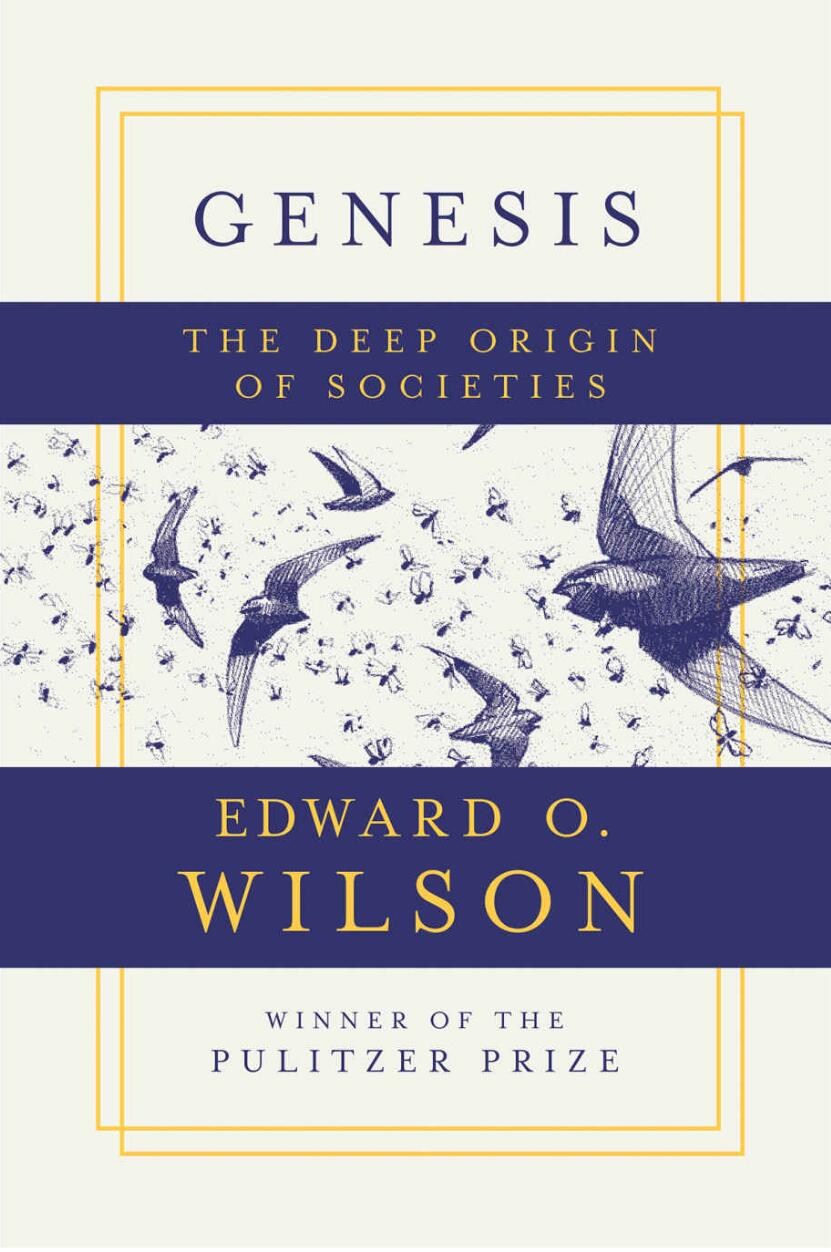 GENESIS
THE DEEP ORIGIN
OF SOCIETIES
EDWARD O.
WILSON
WINNER OF THE
PULITZER PRIZE